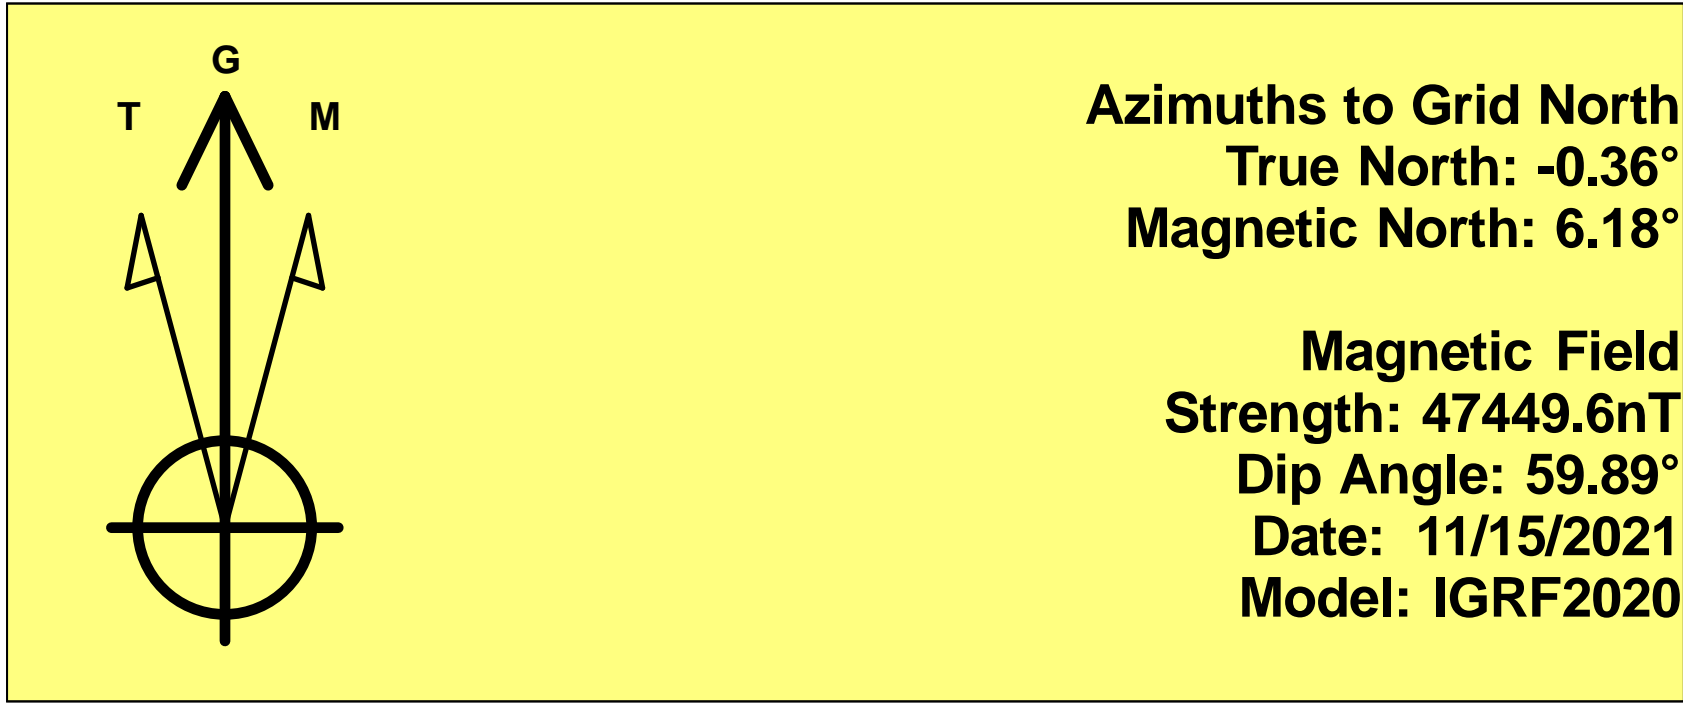 G
T
M
Azimuths to Grid North
True North: -0.36°
Magnetic North: 6.18°
Magnetic Field
Strength: 47449.6nT
Dip Angle: 59.89°
Date: 11/15/2021
Model: IGRF2020